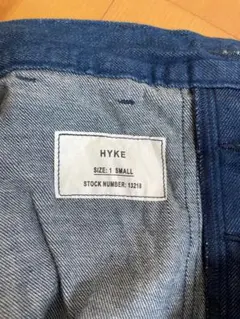 HYKE
SIZE: 1 SMALL
STOCK NUMBER: 13218